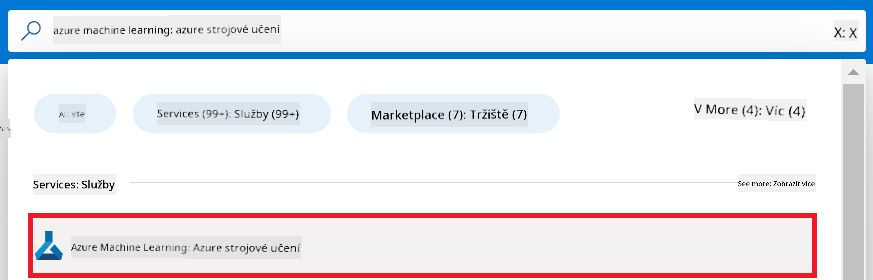 azure machine learning: azure strojové učení
X: X
Vše
Services (99+): Služby (99+)
Marketplace (7): Tržiště (7)
V More (4): Víc (4)
Services: Služby
See more: Zobrazit více
Azure Machine Learning: Azure strojové učení